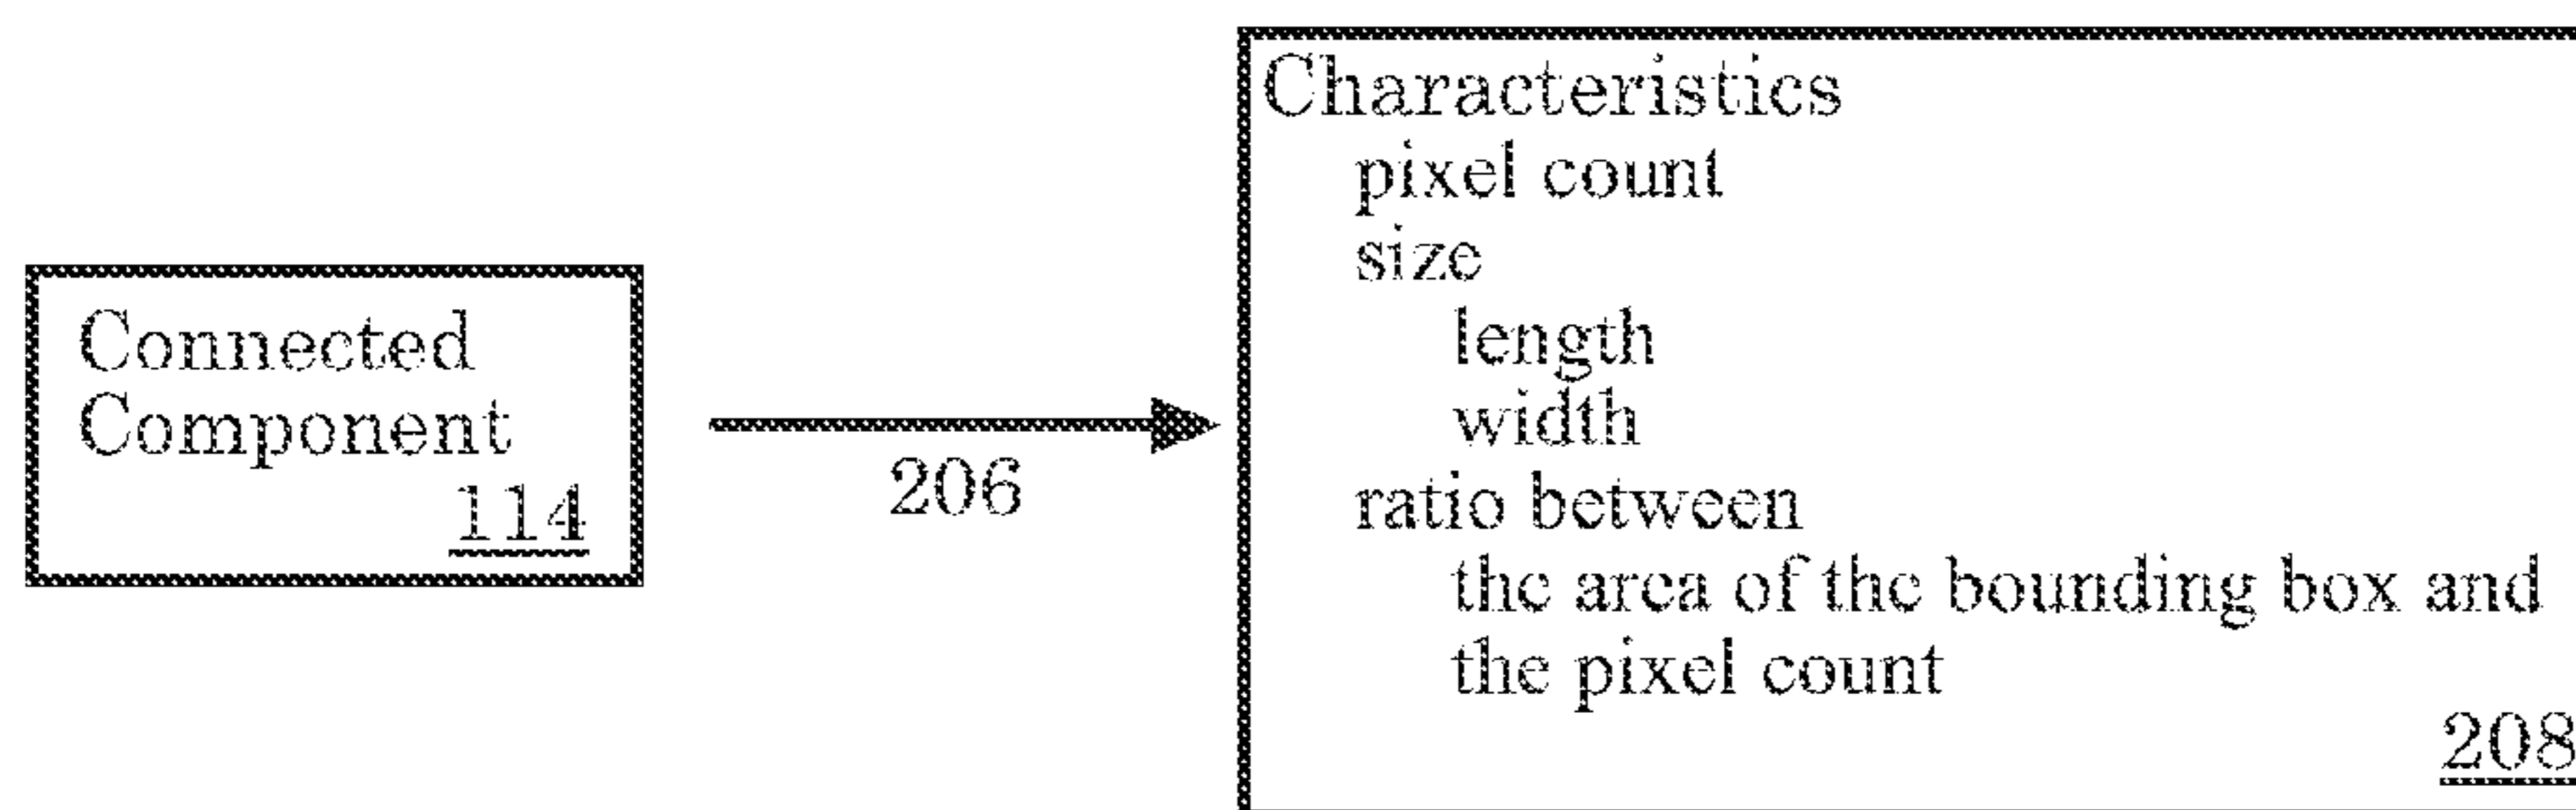 Connected
Component
114
206
Characteristics
pixel count
size
length
width
ratio between
the area of the bounding box and
the pixel count
208